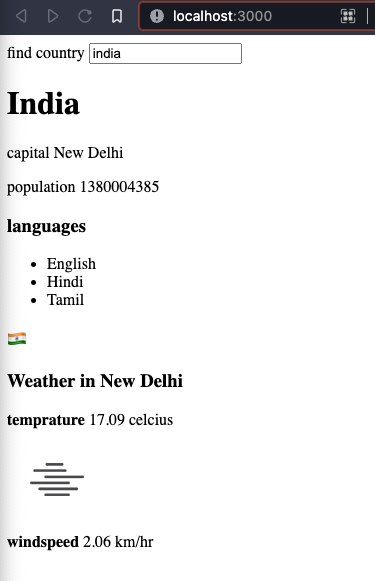 localhost:3000
find country india
India
capital New Delhi
population 1380004385
languages
English
Hindi
Tamil
Weather in New Delhi
temprature 17.09 celcius
windspeed 2.06 km/hr